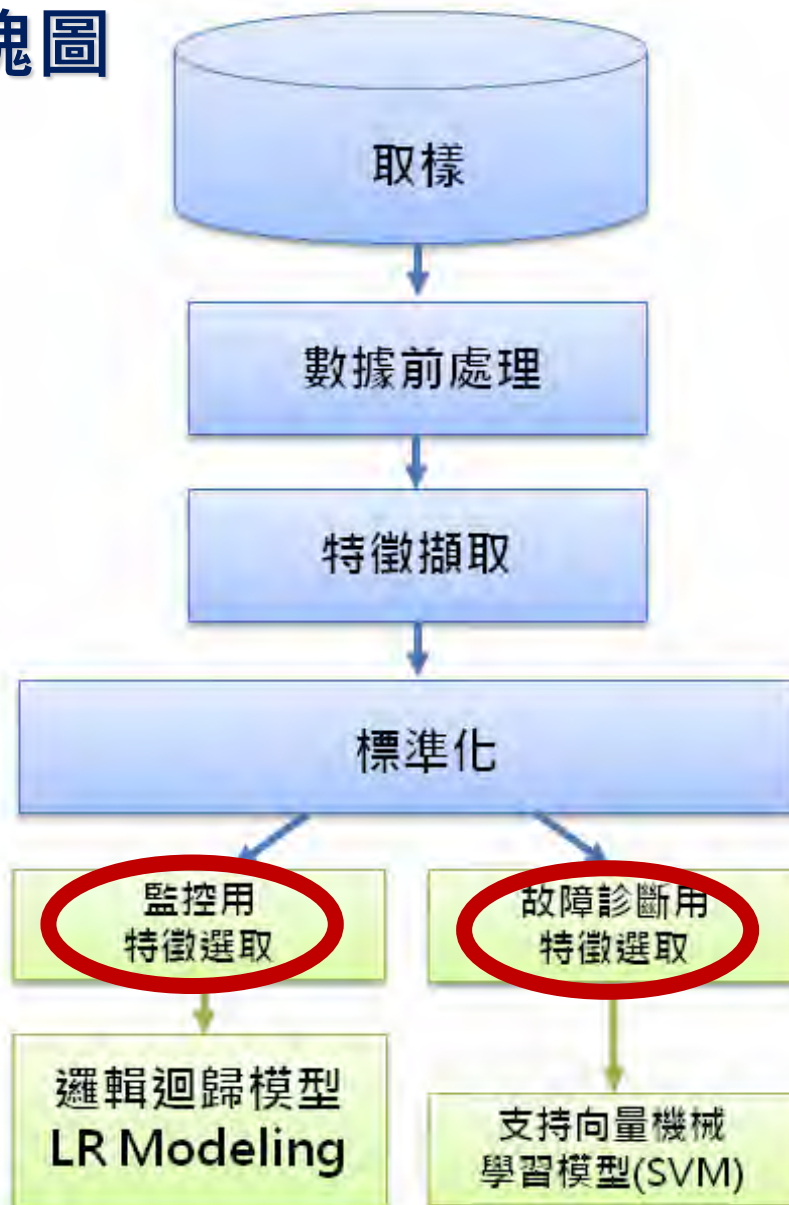 塊圖
取樣
數據前處理
特徵擷取
標準化
監控用
特徵選取
故障診斷用
特徵選取
邏輯迴歸模型
LR Modeling
支持向量機械
學習模型(SVM)